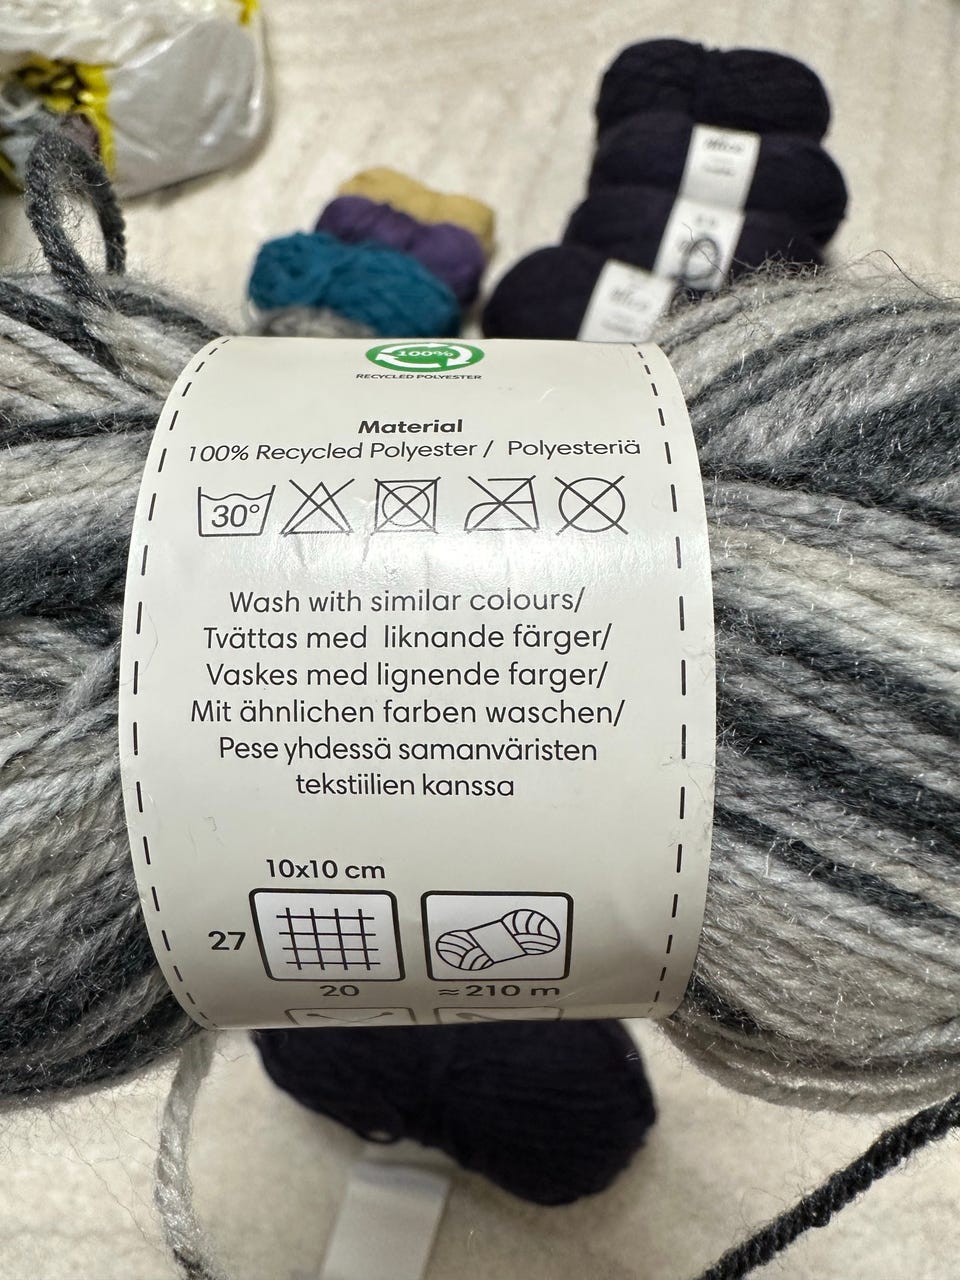 100%
RECYCLED POLYESTER
Material
100% Recycled Polyester / Polyesteriä
30°
Wash with similar colours/
Tvättas med liknande färger/
Vaskes med lignende farger/
Mit ähnlichen farben waschen/
Pese yhdessä samanväristen
tekstiilien kanssa
10x10 cm
27
20
≈210 m